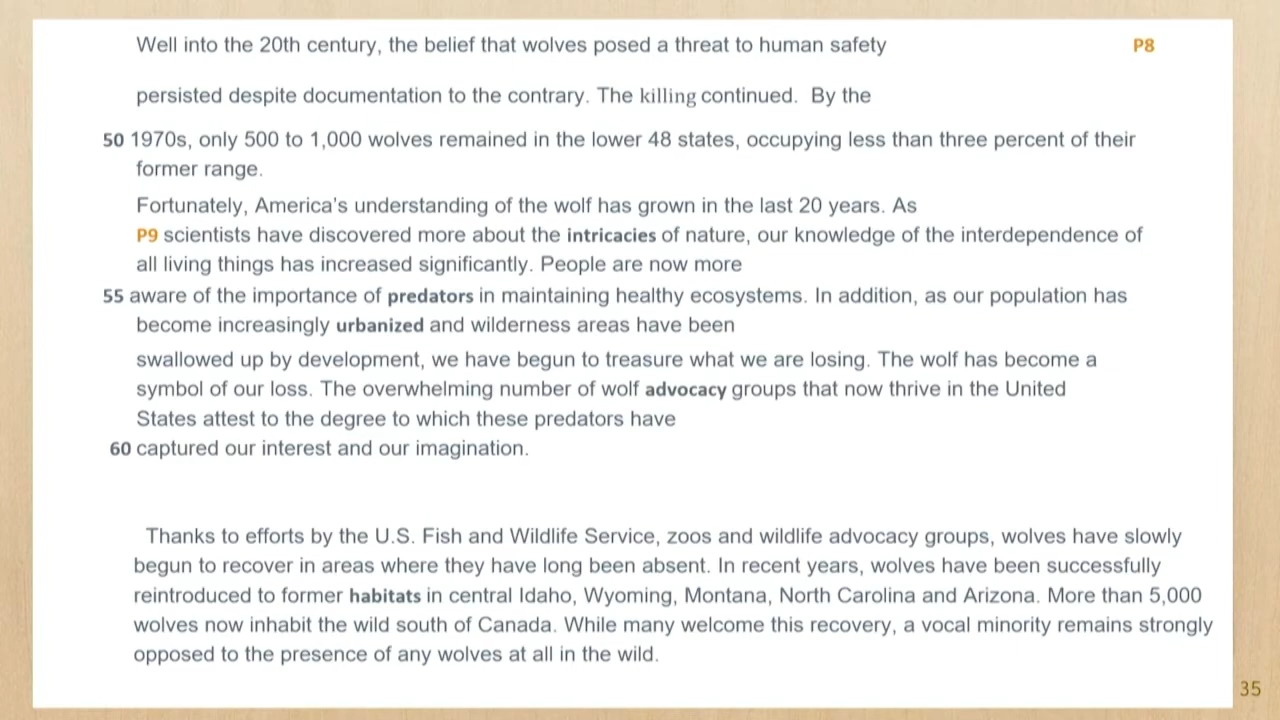 Well into the 20th century, the belief that wolves posed a threat to human safety P8
persisted despite documentation to the contrary. The killing continued. By the
50 1970s, only 500 to 1,000 wolves remained in the lower 48 states, occupying less than three percent of their
former range.
Fortunately, America's understanding of the wolf has grown in the last 20 years. As
P9 scientists have discovered more about the intricacies of nature, our knowledge of the interdependence of
all living things has increased significantly. People are now more
55 aware of the importance of predators in maintaining healthy ecosystems. In addition, as our population has
become increasingly urbanized and wilderness areas have been
swallowed up by development, we have begun to treasure what we are losing. The wolf has become a
symbol of our loss. The overwhelming number of wolf advocacy groups that now thrive in the United
States attest to the degree to which these predators have
60 captured our interest and our imagination.
Thanks to efforts by the U.S. Fish and Wildlife Service, zoos and wildlife advocacy groups, wolves have slowly
begun to recover in areas where they have long been absent. In recent years, wolves have been successfully
reintroduced to former habitats in central Idaho, Wyoming, Montana, North Carolina and Arizona. More than 5,000
wolves now inhabit the wild south of Canada. While many welcome this recovery, a vocal minority remains strongly
opposed to the presence of any wolves at all in the wild.
35